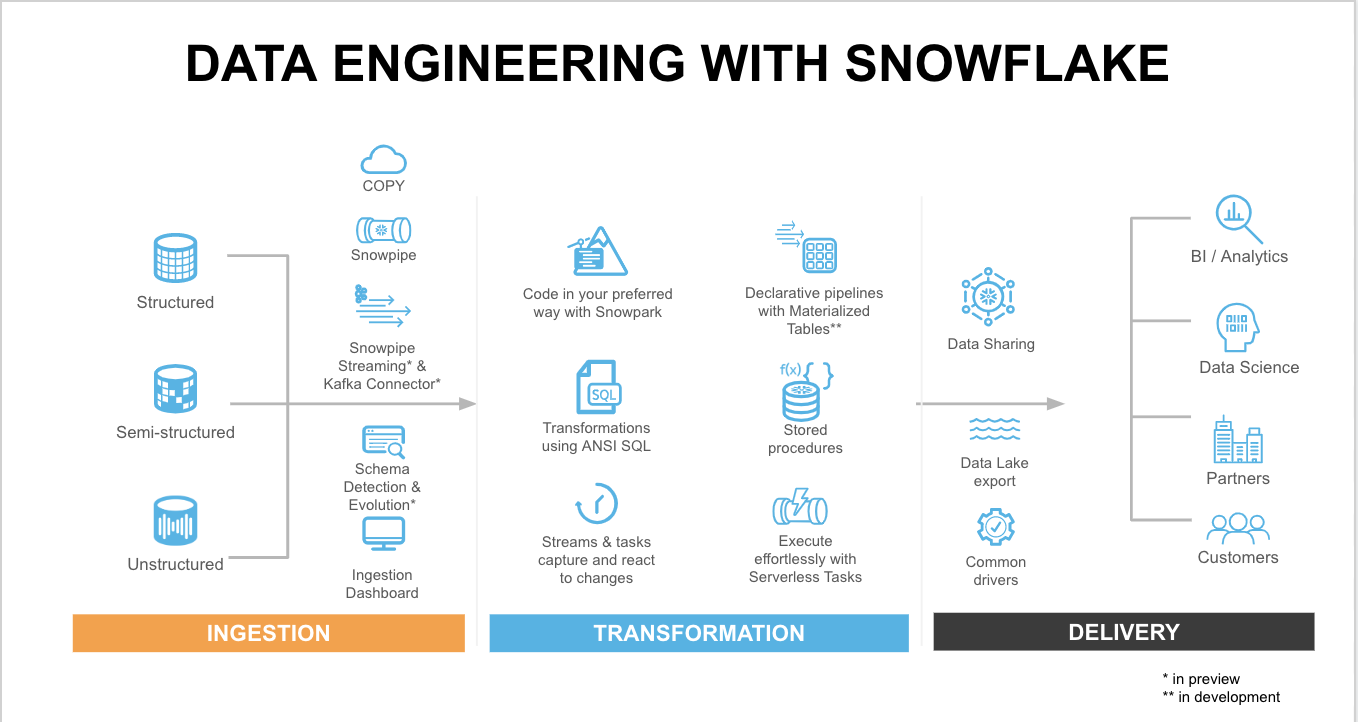 DATA ENGINEERING WITH SNOWFLAKE
Structured
Semi-structured
Unstructured
COPY
Snowpipe
Snowpipe
Streaming* &
Kafka Connector*
Schema
Detection &
Evolution*
Ingestion
Dashboard
INGESTION
Code in your preferred
way with Snowpark
Declarative pipelines
with Materialized
Tables**
SQL
Transformations
using ANSI SQL
f(x) { }
Stored
procedures
Streams & tasks
capture and react
to changes
Execute
effortlessly with
Serverless Tasks
TRANSFORMATION
Data Sharing
Data Lake
export
Common
drivers
BI / Analytics
Data Science
Partners
Customers
DELIVERY
* in preview
** in development